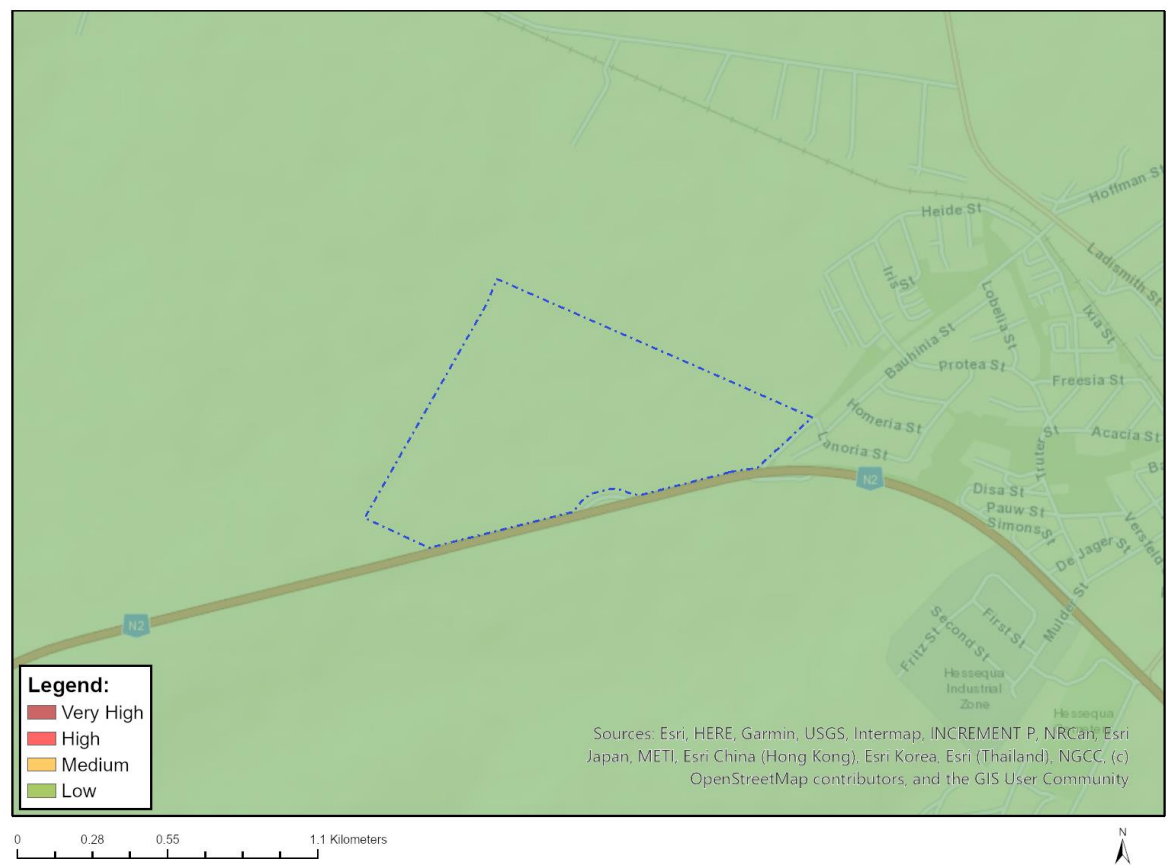 Hoffman St
Heide St
Ladismith St
Iris St
Lobelia St
Ixia St
Bauhinia St
Protea St
Freesia St
Homeria St
Lanoria St
Truter St
Acacia St
Ba
N2
Disa St
Pauw St
Simons St
Versfeld
De Jager St
Mulder St
First St
Second St
Fritz St
N2
Hessequa
Industrial
Zone
Hessequa
Legend:
Very High
High
Medium
Low
Sources: Esri, HERE, Garmin, USGS, Intermap, INCREMENT P, NRCan, Esri
Japan, METI, Esri China (Hong Kong), Esri Korea, Esri (Thailand), NGCC, (c)
OpenStreetMap contributors, and the GIS User Community
0 0.28 0.55 1.1 Kilometers
N